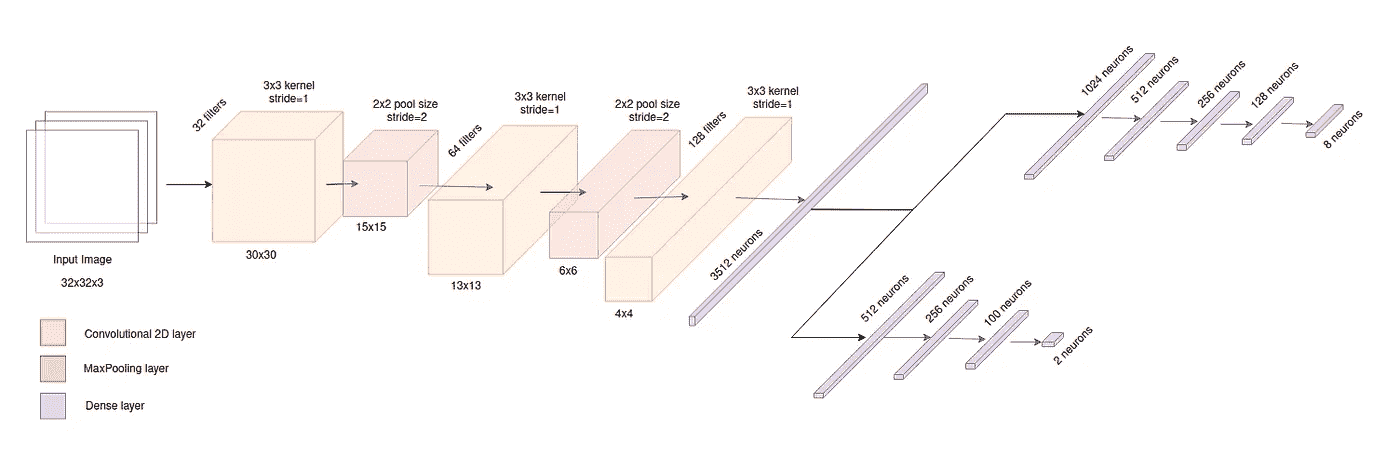 32 filters
3x3 kernel
stride=1
30x30
2x2 pool size
stride=2
15x15
64 filters
3x3 kernel
stride=1
13x13
2x2 pool size
stride=2
6x6
128 filters
3x3 kernel
stride=1
4x4
3512 neurons
1024 neurons
512 neurons
256 neurons
128 neurons
8 neurons
512 neurons
256 neurons
100 neurons
2 neurons
Input Image
32x32x3
Convolutional 2D layer
MaxPooling layer
Dense layer